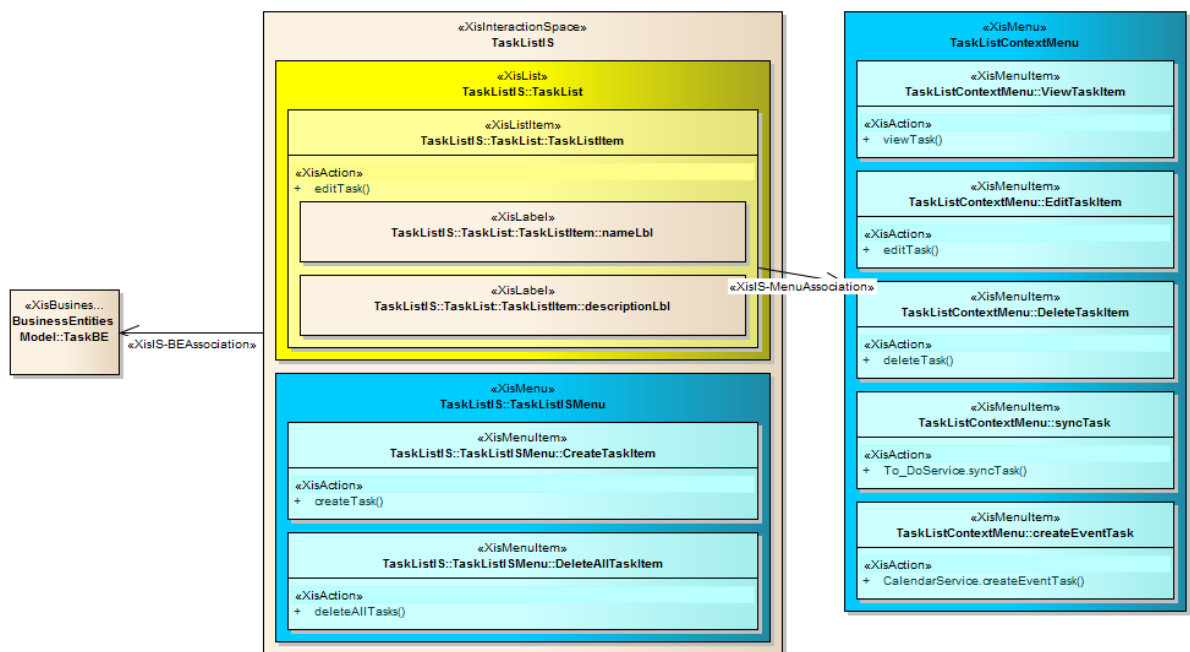 «XisInteractionSpace»
TaskListIS
«XisList»
TaskListIS::TaskList
«XisListItem»
TaskListIS::TaskList::TaskListItem
«XisAction»
+ editTask()
«XisLabel»
TaskListIS::TaskList::TaskListItem::nameLbl
«XisLabel»
TaskListIS::TaskList:TaskListItem::descriptionLbl
«XisBusines...
BusinessEntities
Model::TaskBE
«XisIS-BEAssociation»
«XisIS-MenuAssociation»
«XisMenu»
TaskListIS::TaskListISMenu
«XisMenuItem»
TaskListIS::TaskListISMenu::CreateTaskItem
«XisAction»
+ createTask()
«XisMenuItem»
TaskListIS::TaskListISMenu::DeleteAllTaskItem
«XisAction»
+ deleteAllTasks()
«XisMenu»
TaskListContextMenu
«XisMenuItem»
TaskListContextMenu::ViewTaskItem
«XisAction»
+ viewTask()
«XisMenuItem»
TaskListContextMenu::EditTaskItem
«XisAction»
+ editTask()
«XisMenuItem»
TaskListContextMenu::DeleteTaskItem
«XisAction»
+ deleteTask()
«XisMenuItem»
TaskListContextMenu::syncTask
«XisAction»
+ To_DoService.syncTask()
«XisMenuItem»
TaskListContextMenu::createEventTask
«XisAction»
+ CalendarService.createEventTask()